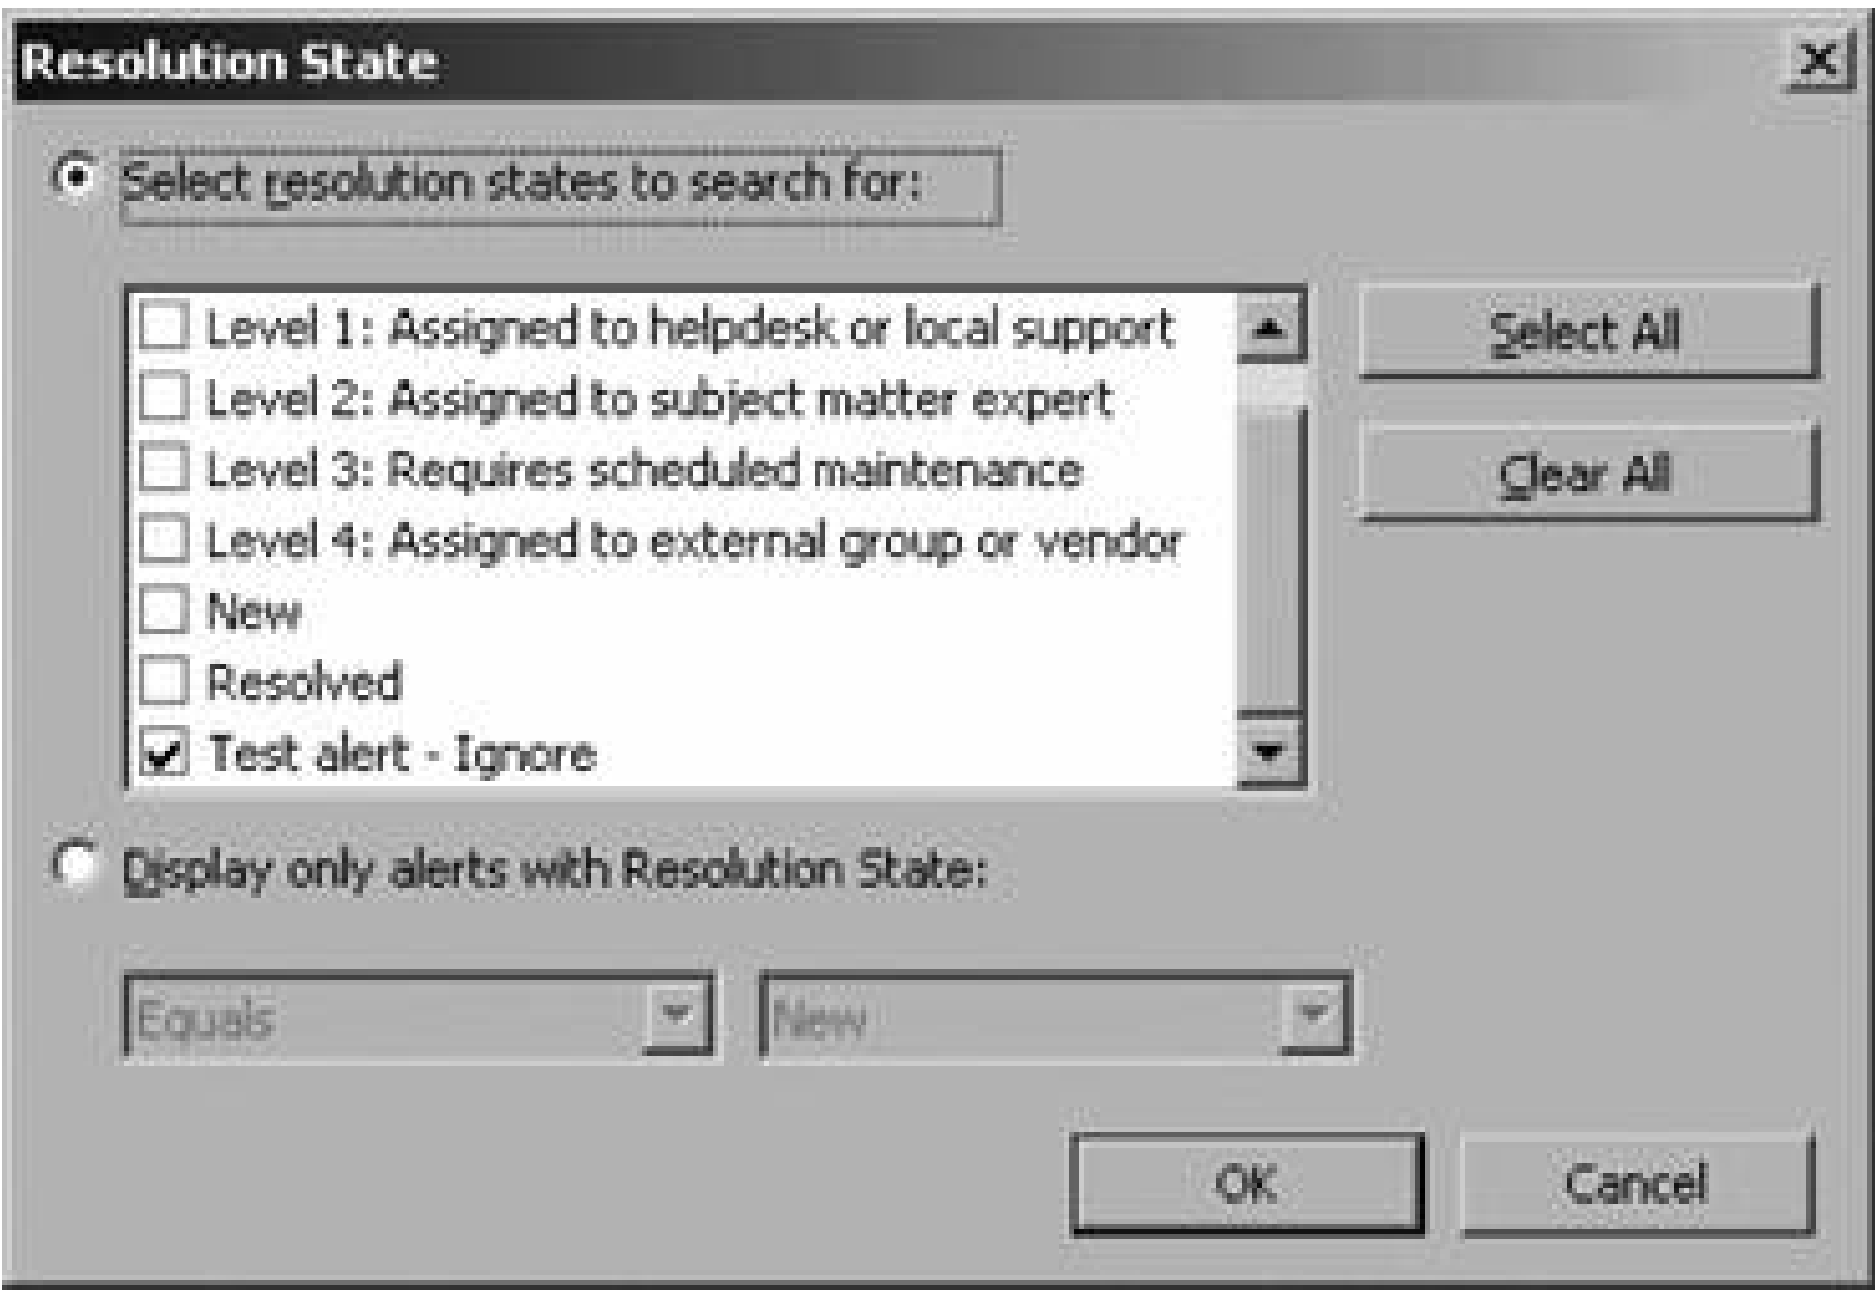 Resolution State
Select resolution states to search for:
Level 1: Assigned to helpdesk or local support
Select All
Level 2: Assigned to subject matter expert
Level 3: Requires scheduled maintenance
Clear All
Level 4: Assigned to external group or vendor
New
Resolved
Test alert - Ignore
Display only alerts with Resolution State:
Equals New
OK Cancel